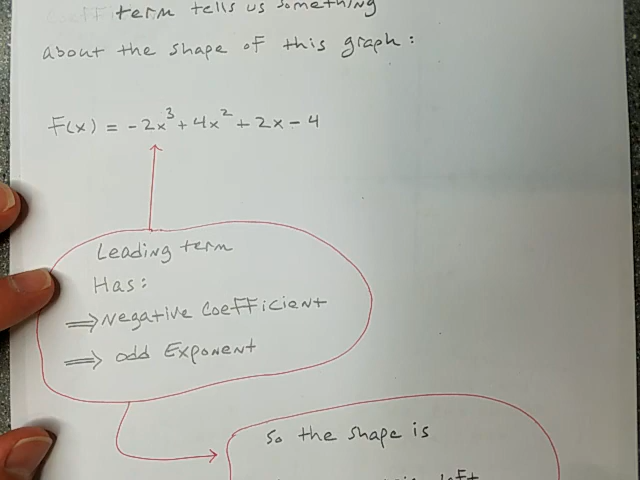 term tells us something
about the shape of this graph:
F(x) = -2x³ + 4x² + 2x - 4
Leading term
Has:
⇒ Negative Coefficient
⇒ odd Exponent
so the shape is
left